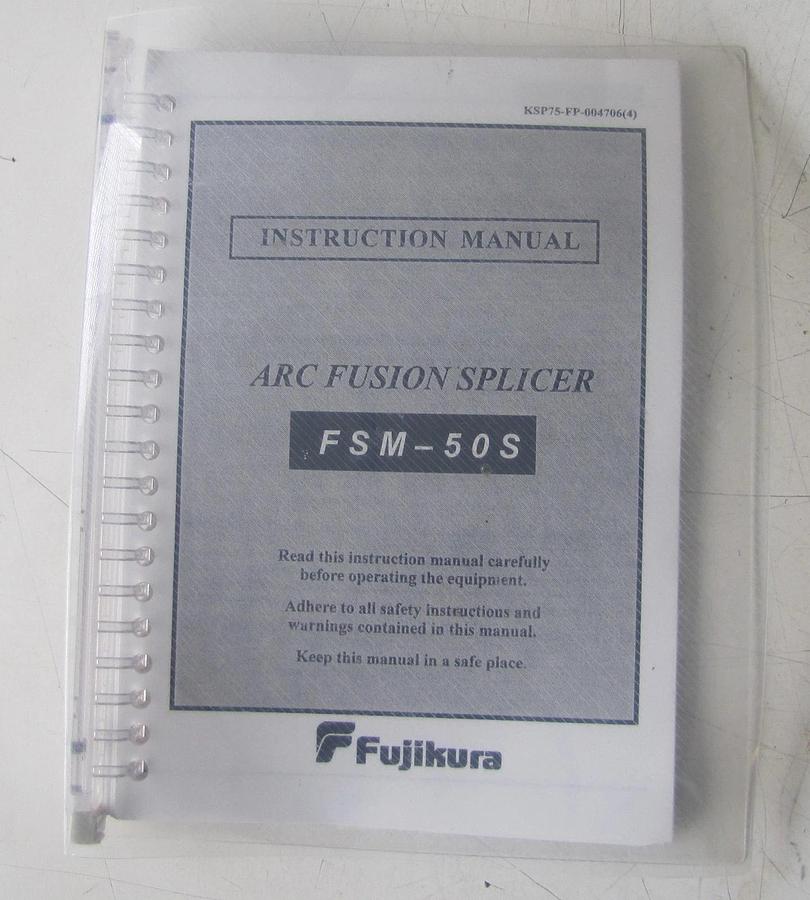 KSP75-FP-004706(4)
INSTRUCTION MANUAL
ARC FUSION SPLICER
FSM-50S
Read this instruction manual carefully
before operating the equipment.
Adhere to all safety instructions and
warnings contained in this manual.
Keep this manual in a safe place.
Fujikura